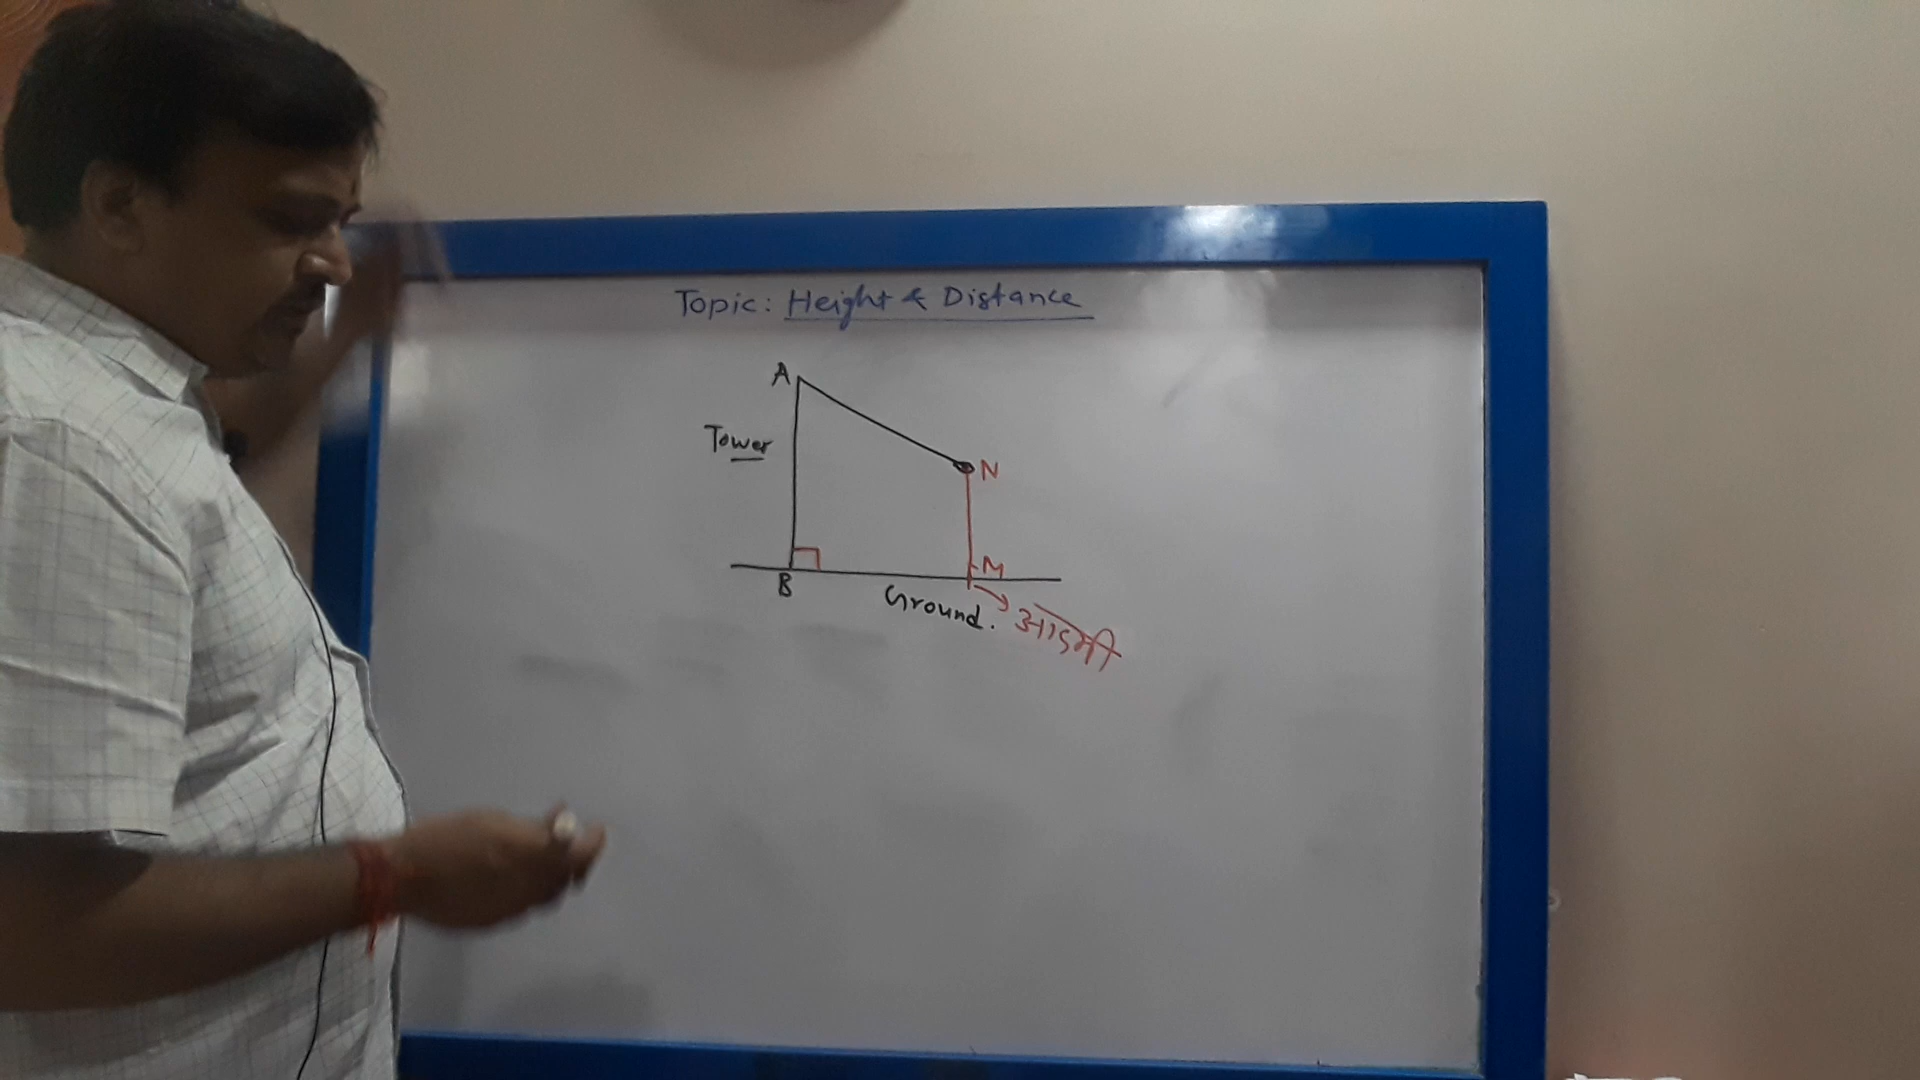 Topic: Height & Distance
A
Tower
N
M
B
Ground.
आदमी